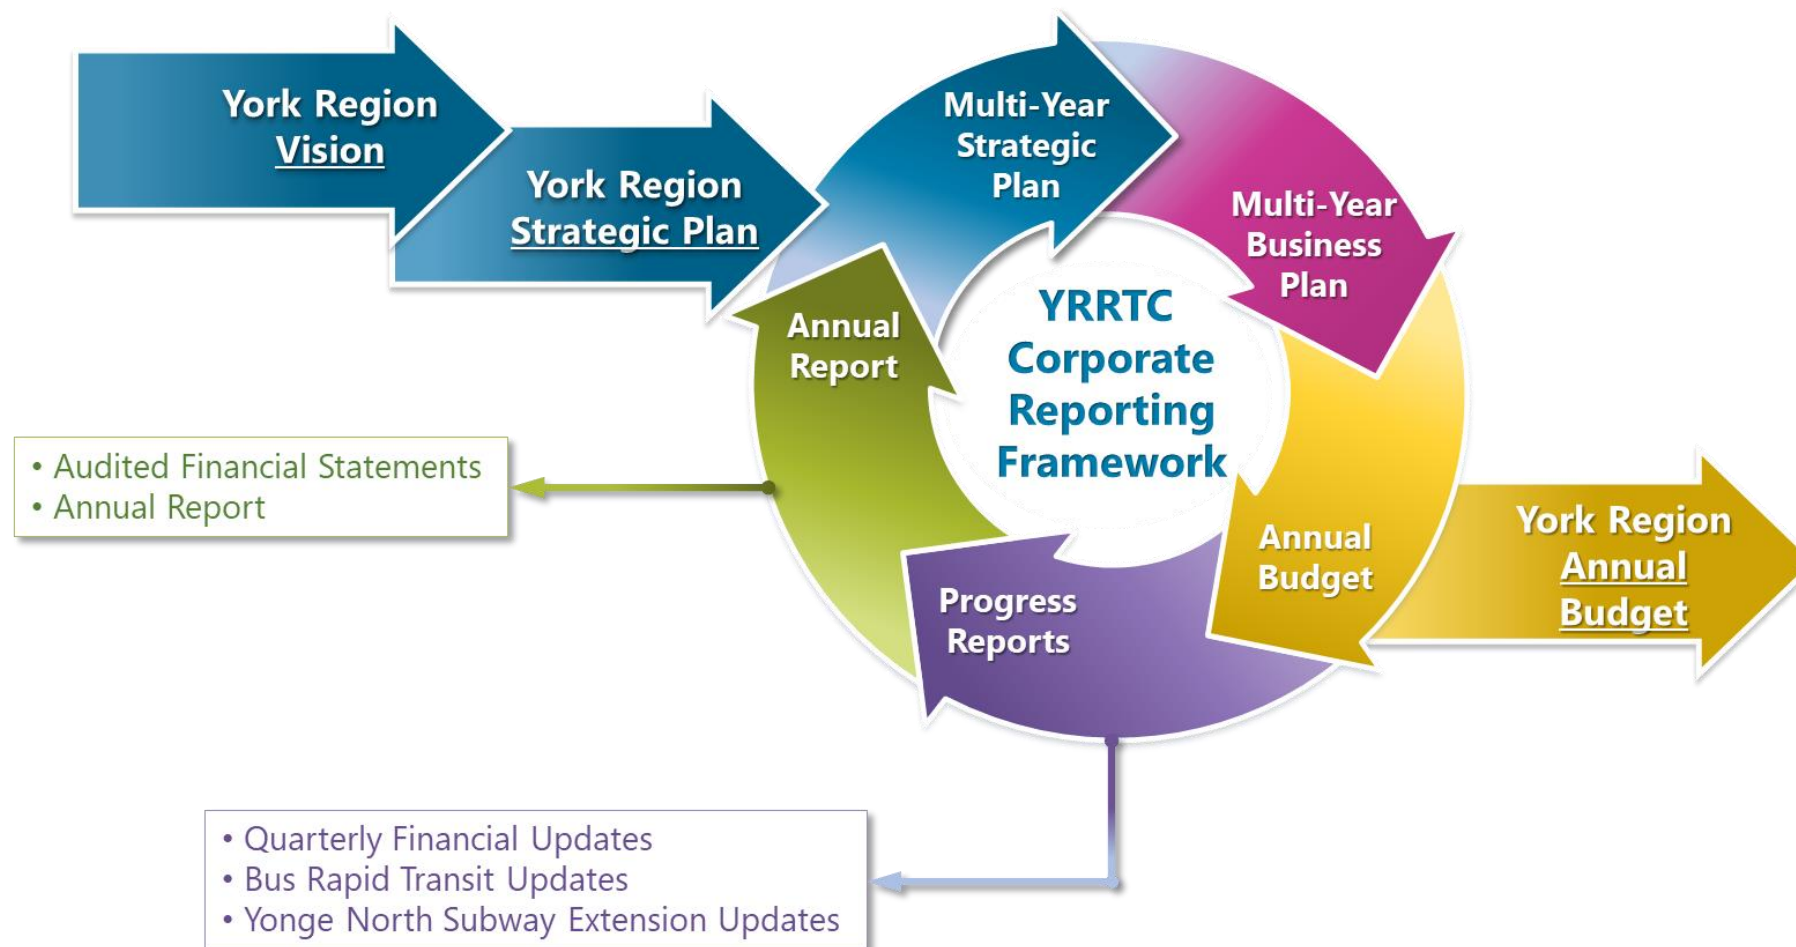 York Region
Vision
York Region
Strategic Plan
Multi-Year
Strategic
Plan
Multi-Year
Business
Plan
YRRTC
Corporate
Reporting
Framework
Annual
Report
• Audited Financial Statements
• Annual Report
Annual
Budget
York Region
Annual
Budget
Progress
Reports
• Quarterly Financial Updates
• Bus Rapid Transit Updates
• Yonge North Subway Extension Updates